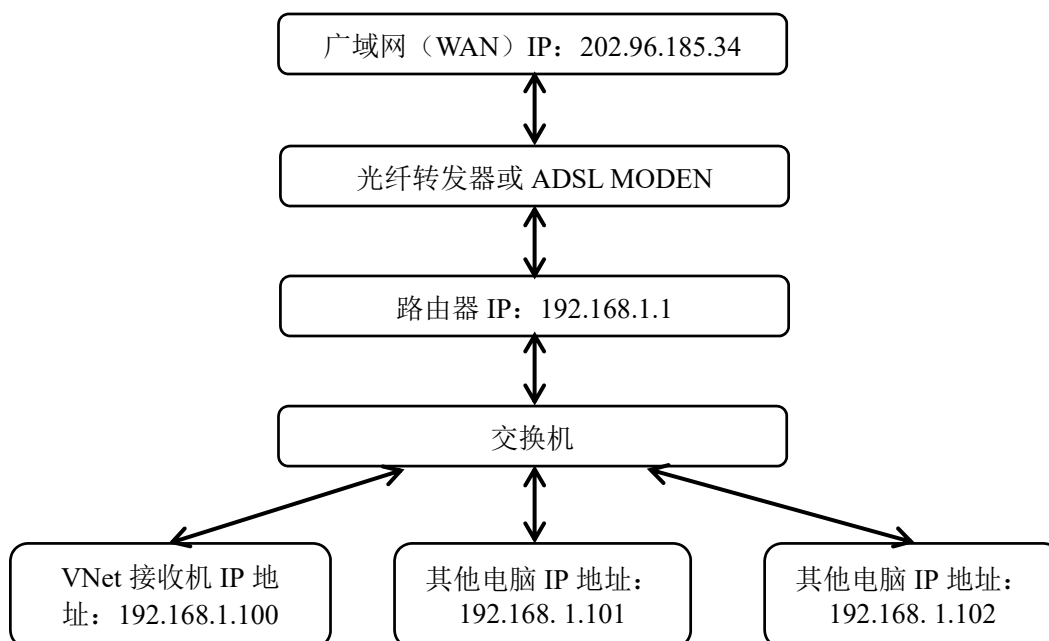 广域网（WAN）IP：202.96.185.34
光纤转发器或 ADSL MODEN
路由器 IP：192.168.1.1
交换机
VNet 接收机 IP 地
址：192.168.1.100
其他电脑 IP 地址：
192.168. 1.101
其他电脑 IP 地址：
192.168. 1.102